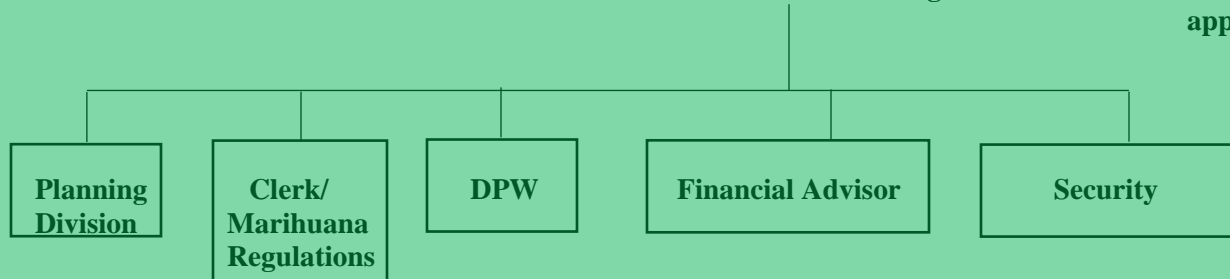 Planning
Division
Clerk/
Marihuana
Regulations
DPW
Financial Advisor
Security